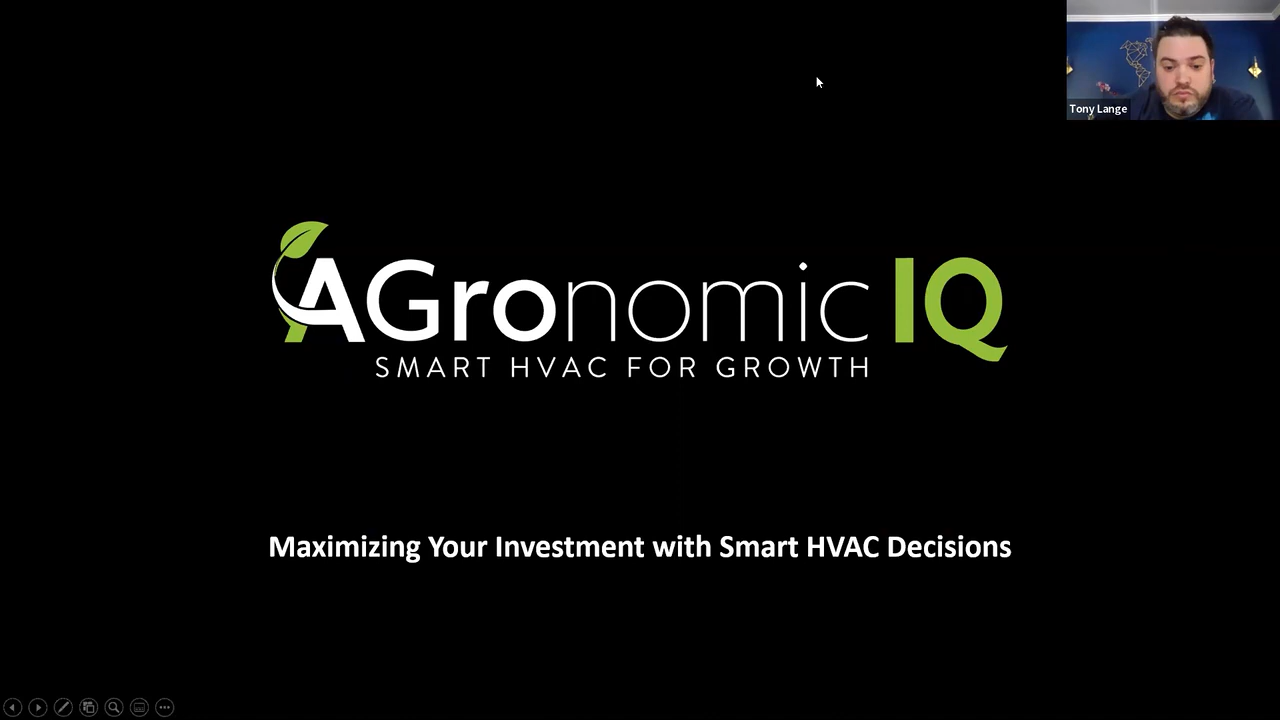 Tony Lange
AGronomic IQ
SMART HVAC FOR GROWTH
Maximizing Your Investment with Smart HVAC Decisions